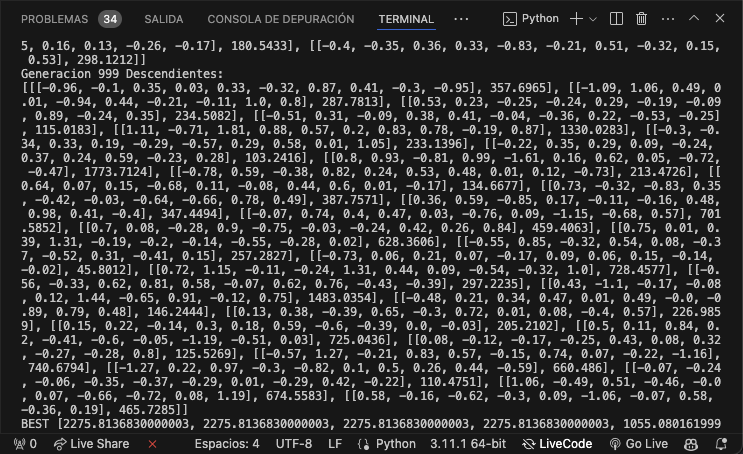 PROBLEMAS 34 SALIDA CONSOLA DE DEPURACIÓN TERMINAL ··· Python
5, 0.16, 0.13, -0.26, -0.17], 180.5433], [[-0.4, -0.35, 0.36, 0.33, -0.83, -0.21, 0.51, -0.32, 0.15,
0.53], 298.1212]]
Generacion 999 Descendientes:
[[[-0.96, -0.1, 0.35, 0.03, 0.33, -0.32, 0.87, 0.41, -0.3, -0.95], 357.6965], [[-1.09, 1.06, 0.49, 0
.01, -0.94, 0.44, -0.21, -0.11, 1.0, 0.8], 287.7813], [[0.53, 0.23, -0.25, -0.24, 0.29, -0.19, -0.09
, 0.89, -0.24, 0.35], 234.5082], [[-0.51, 0.31, -0.09, 0.38, 0.41, -0.04, -0.36, 0.22, -0.53, -0.25]
, 115.0183], [[1.11, -0.71, 1.81, 0.88, 0.57, 0.2, 0.83, 0.78, -0.19, 0.87], 1330.0283], [[-0.3, -0.
34, 0.33, 0.19, -0.29, -0.57, 0.29, 0.58, 0.01, 1.05], 233.1396], [[-0.22, 0.35, 0.29, 0.09, -0.24,
0.37, 0.24, 0.59, -0.23, 0.28], 103.2416], [[0.8, 0.93, -0.81, 0.99, -1.61, 0.16, 0.62, 0.05, -0.72,
-0.47], 1773.7124], [[-0.78, 0.59, -0.38, 0.82, 0.24, 0.53, 0.48, 0.01, 0.12, -0.73], 213.4726], [[
0.64, 0.07, 0.15, -0.68, 0.11, -0.08, 0.44, 0.6, 0.01, -0.17], 134.6677], [[0.73, -0.32, -0.83, 0.35
, -0.42, -0.03, -0.64, -0.66, 0.78, 0.49], 387.7571], [[0.36, 0.59, -0.85, 0.17, -0.11, -0.16, 0.48,
0.98, 0.41, -0.4], 347.4494], [[-0.07, 0.74, 0.4, 0.47, 0.03, -0.76, 0.09, -1.15, -0.68, 0.57], 701
.5852], [[0.7, 0.08, -0.28, 0.9, -0.75, -0.03, -0.24, 0.42, 0.26, 0.84], 459.4063], [[0.75, 0.01, 0.
39, 1.31, -0.19, -0.2, -0.14, -0.55, -0.28, 0.02], 628.3606], [[-0.55, 0.85, -0.32, 0.54, 0.08, -0.3
7, -0.52, 0.31, -0.41, 0.15], 257.2827], [[-0.73, 0.06, 0.21, 0.07, -0.17, 0.09, 0.06, 0.15, -0.14,
-0.02], 45.8012], [[0.72, 1.15, -0.11, -0.24, 1.31, 0.44, 0.09, -0.54, -0.32, 1.0], 728.4577], [[-0.
56, -0.33, 0.62, 0.81, 0.58, -0.07, 0.62, 0.76, -0.43, -0.39], 297.2235], [[0.43, -1.1, -0.17, -0.08
, 0.12, 1.44, -0.65, 0.91, -0.12, 0.75], 1483.0354], [[-0.48, 0.21, 0.34, 0.47, 0.01, 0.49, -0.0, -0
.89, 0.79, 0.48], 146.2444], [[0.13, 0.38, -0.39, 0.65, -0.3, 0.72, 0.01, 0.08, -0.4, 0.57], 226.985
9], [[0.15, 0.22, -0.14, 0.3, 0.18, 0.59, -0.6, -0.39, 0.0, -0.03], 205.2102], [[0.5, 0.11, 0.84, 0.
2, -0.41, -0.6, -0.05, -1.19, -0.51, 0.03], 725.0436], [[0.08, -0.12, -0.17, -0.25, 0.43, 0.08, 0.32
, -0.27, -0.28, 0.8], 125.5269], [[-0.57, 1.27, -0.21, 0.83, 0.57, -0.15, 0.74, 0.07, -0.22, -1.16],
740.6794], [[-1.27, 0.22, 0.97, -0.3, -0.82, 0.1, 0.5, 0.26, 0.44, -0.59], 660.486], [[-0.07, -0.24
, -0.06, -0.35, -0.37, -0.29, 0.01, -0.29, 0.42, -0.22], 110.4751], [[1.06, -0.49, 0.51, -0.46, -0.0
, 0.07, -0.66, -0.72, 0.08, 1.19], 674.5583], [[0.58, -0.16, -0.62, -0.3, 0.09, -1.06, -0.07, 0.58,
-0.36, 0.19], 465.7285]]
BEST [2275.8136830000003, 2275.8136830000003, 2275.8136830000003, 2275.8136830000003, 1055.080161999
0 Live Share Espacios: 4 UTF-8 LF Python 3.11.1 64-bit LiveCode Go Live